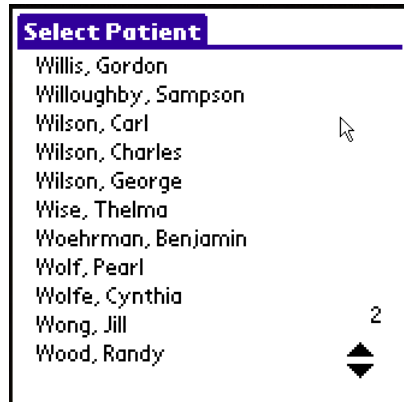 Select Patient
Willis, Gordon
Willoughby, Sampson
Wilson, Carl
Wilson, Charles
Wilson, George
Wise, Thelma
Woehrman, Benjamin
Wolf, Pearl
Wolfe, Cynthia
Wong, Jill
2
Wood, Randy